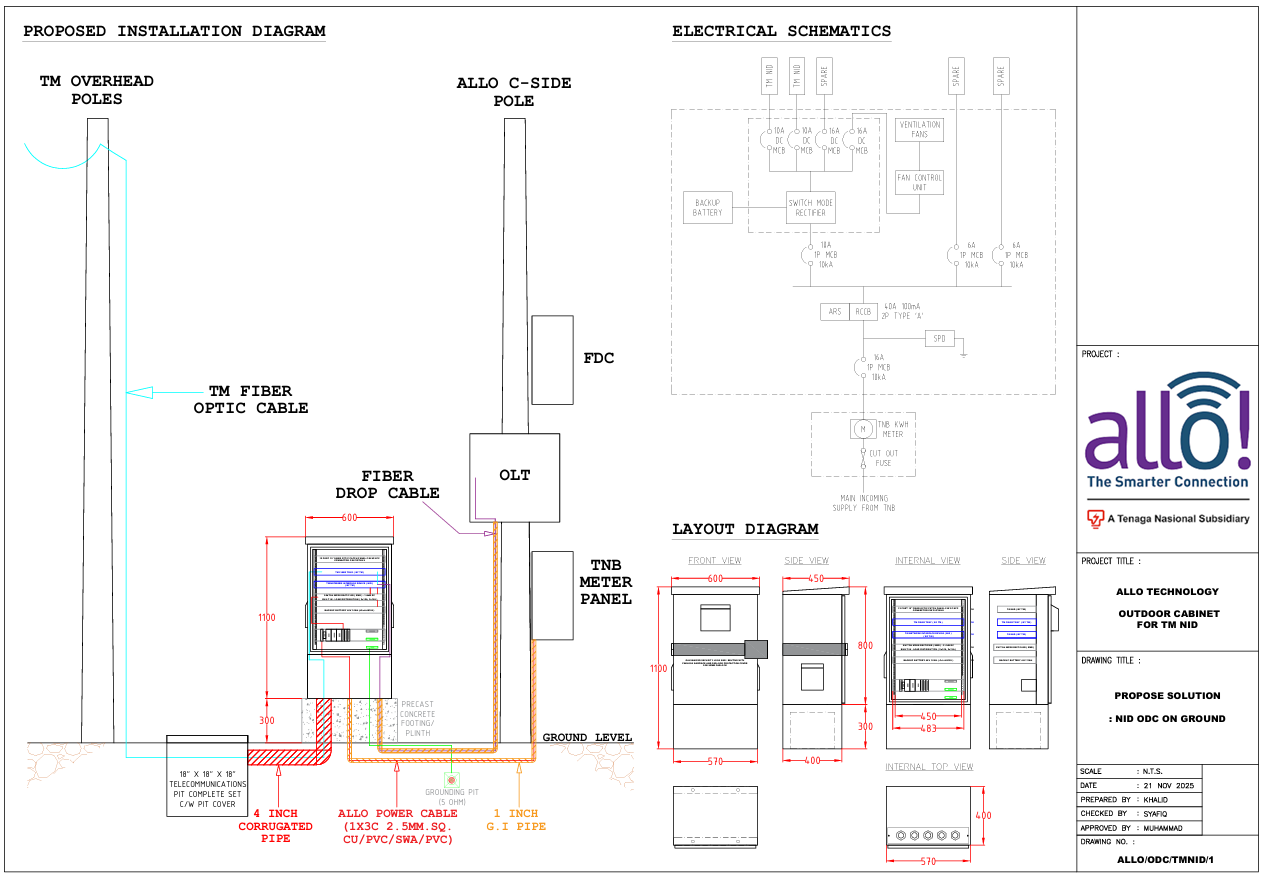 PROPOSED INSTALLATION DIAGRAM
TM OVERHEAD
POLES
ALLO C-SIDE
POLE
FDC
TM FIBER
OPTIC CABLE
OLT
FIBER
DROP CABLE
600
1100
300
TNB
METER
PANEL
PRECAST
CONCRETE
FOOTING/
PLINTH
GROUND LEVEL
18" X 18" X 18"
TELECOMMUNICATIONS
PIT COMPLETE SET
C/W PIT COVER
GROUNDING PIT
(5 OHM)
4 INCH
CORRUGATED
PIPE
ALLO POWER CABLE
(1X3C 2.5MM.SQ.
CU/PVC/SWA/PVC)
1 INCH
G.I PIPE
ELECTRICAL SCHEMATICS
TM NID
TM NID
SPARE
SPARE
SPARE
10A
DC
MCB
10A
DC
MCB
16A
DC
MCB
16A
DC
MCB
VENTILATION
FANS
FAN CONTROL
UNIT
BACKUP
BATTERY
SWITCH MODE
RECTIFIER
10A
1P MCB
10kA
6A
1P MCB
10kA
6A
1P MCB
10kA
ARS
RCCB
40A 100mA
2P TYPE 'A'
SPD
16A
1P MCB
10kA
M
TNB KWH
METER
CUT OUT
FUSE
MAIN INCOMING
SUPPLY FROM TNB
LAYOUT DIAGRAM
FRONT VIEW
SIDE VIEW
INTERNAL VIEW
SIDE VIEW
600
450
1100
800
300
450
483
570
400
INTERNAL TOP VIEW
400
570
PROJECT :
allo!
The Smarter Connection
A Tenaga Nasional Subsidiary
PROJECT TITLE :
ALLO TECHNOLOGY
OUTDOOR CABINET
FOR TM NID
DRAWING TITLE :
PROPOSE SOLUTION
: NID ODC ON GROUND
SCALE : N.T.S.
DATE : 21 NOV 2025
PREPARED BY : KHALID
CHECKED BY : SYAFIQ
APPROVED BY : MUHAMMAD
DRAWING NO. :
ALLO/ODC/TMNID/1